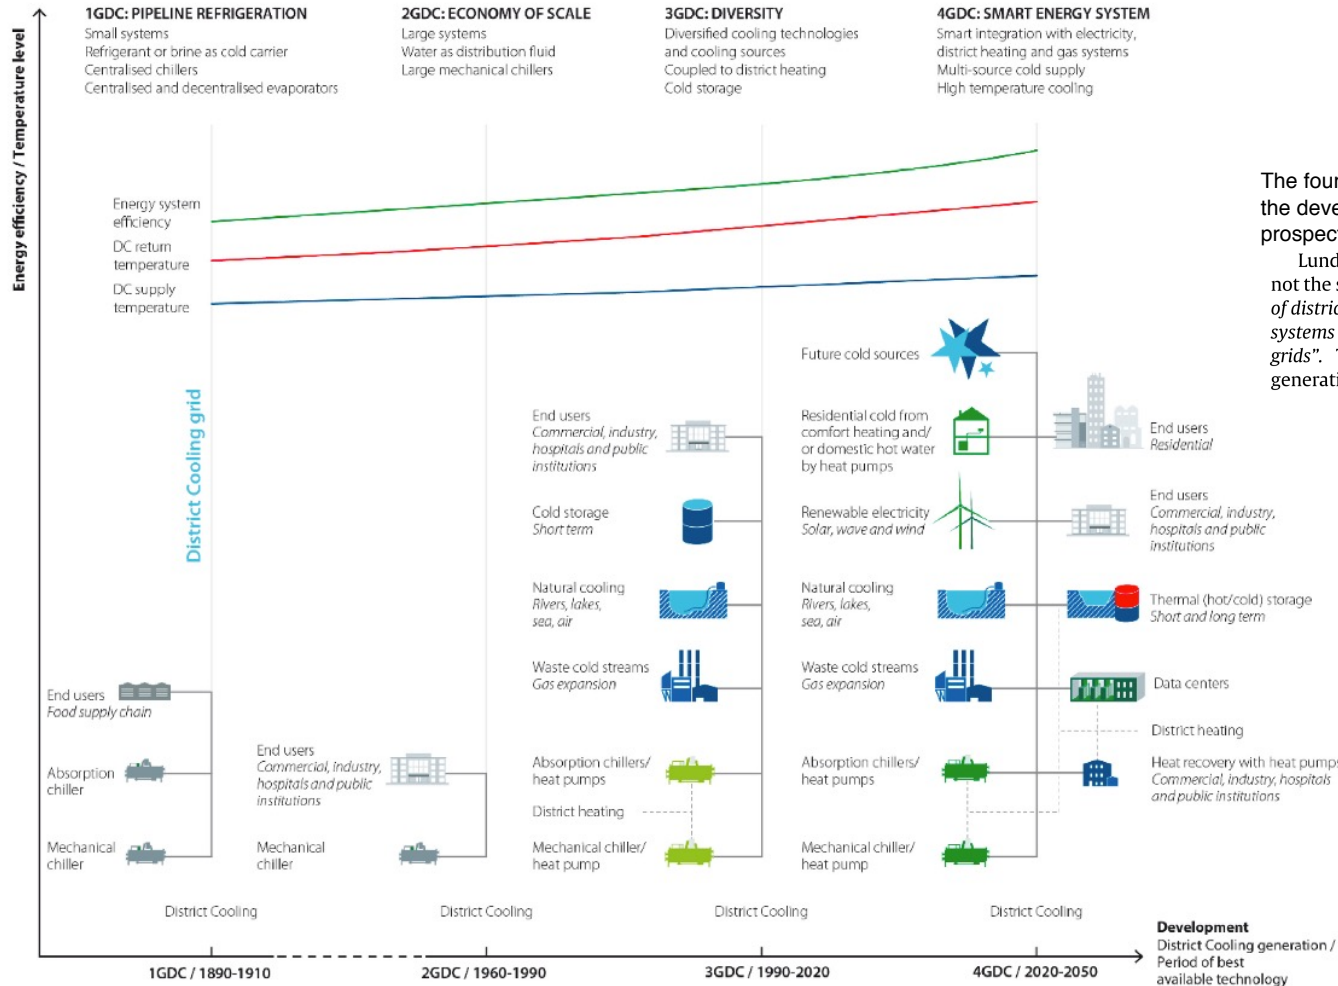 Energy efficiency / Temperature level
1GDC: PIPELINE REFRIGERATION
Small systems
Refrigerant or brine as cold carrier
Centralised chillers
Centralised and decentralised evaporators
2GDC: ECONOMY OF SCALE
Large systems
Water as distribution fluid
Large mechanical chillers
3GDC: DIVERSITY
Diversified cooling technologies
and cooling sources
Coupled to district heating
Cold storage
4GDC: SMART ENERGY SYSTEM
Smart integration with electricity,
district heating and gas systems
Multi-source cold supply
High temperature cooling
Energy system
efficiency
DC return
temperature
DC supply
temperature
District Cooling grid
End users
Food supply chain
Absorption
chiller
Mechanical
chiller
District Cooling
End users
Commercial, industry,
hospitals and public
institutions
Mechanical
chiller
District Cooling
End users
Commercial, industry,
hospitals and public
institutions
Cold storage
Short term
Natural cooling
Rivers, lakes,
sea, air
Waste cold streams
Gas expansion
Absorption chillers/
heat pumps
District heating
Mechanical chiller/
heat pump
District Cooling
Future cold sources
Residential cold from
comfort heating and/
or domestic hot water
by heat pumps
Renewable electricity
Solar, wave and wind
Natural cooling
Rivers, lakes,
sea, air
Waste cold streams
Gas expansion
Absorption chillers/
heat pumps
Mechanical chiller/
heat pump
District Cooling
End users
Residential
End users
Commercial, industry,
hospitals and public
institutions
Thermal (hot/cold) storage
Short and long term
Data centers
District heating
Heat recovery with heat pumps
Commercial, industry, hospitals
and public institutions
1GDC / 1890-1910
2GDC / 1960-1990
3GDC / 1990-2020
4GDC / 2020-2050
Development
District Cooling generation /
Period of best
available technology
The four
the deve
prospect
Lund
not the s
of distric
systems
grids". T
generati